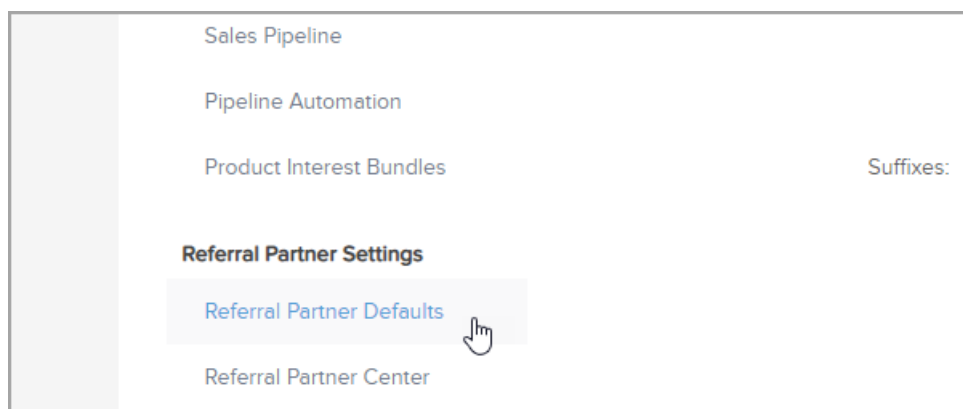 Sales Pipeline
Pipeline Automation
Product Interest Bundles
Suffixes:
Referral Partner Settings
Referral Partner Defaults
Referral Partner Center